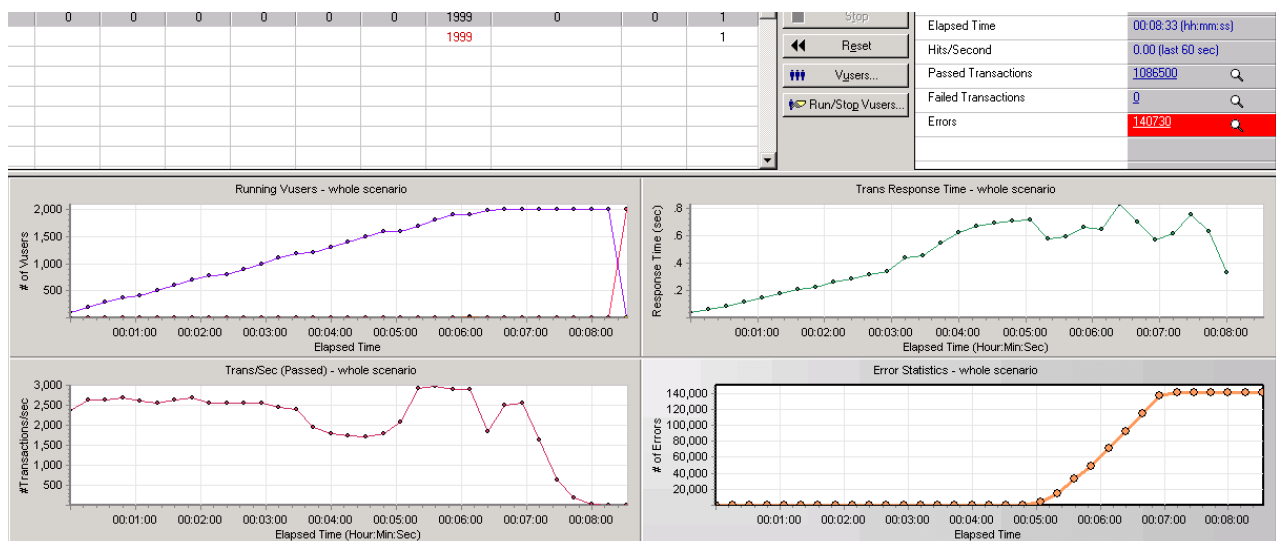 0 0 0 0 0 1999 0 0 1
1999 1
Stop
Reset
Vusers...
Run/Stop Vusers...
Elapsed Time 00:08:33 (hh:mm:ss)
Hits/Second 0.00 (last 60 sec)
Passed Transactions 1086500
Failed Transactions 0
Errors 140730
Running Vusers - whole scenario
# of Vusers
2,000
1,500
1,000
500
00:01:00 00:02:00 00:03:00 00:04:00 00:05:00 00:06:00 00:07:00 00:08:00
Elapsed Time
Trans Response Time - whole scenario
Response Time (sec)
.8
.6
.4
.2
00:01:00 00:02:00 00:03:00 00:04:00 00:05:00 00:06:00 00:07:00 00:08:00
Elapsed Time (Hour:Min:Sec)
Trans/Sec (Passed) - whole scenario
#Transactions/sec
3,000
2,500
2,000
1,500
1,000
500
00:01:00 00:02:00 00:03:00 00:04:00 00:05:00 00:06:00 00:07:00 00:08:00
Elapsed Time (Hour:Min:Sec)
Error Statistics - whole scenario
# of Errors
140,000
120,000
100,000
80,000
60,000
40,000
20,000
00:01:00 00:02:00 00:03:00 00:04:00 00:05:00 00:06:00 00:07:00 00:08:00
Elapsed Time